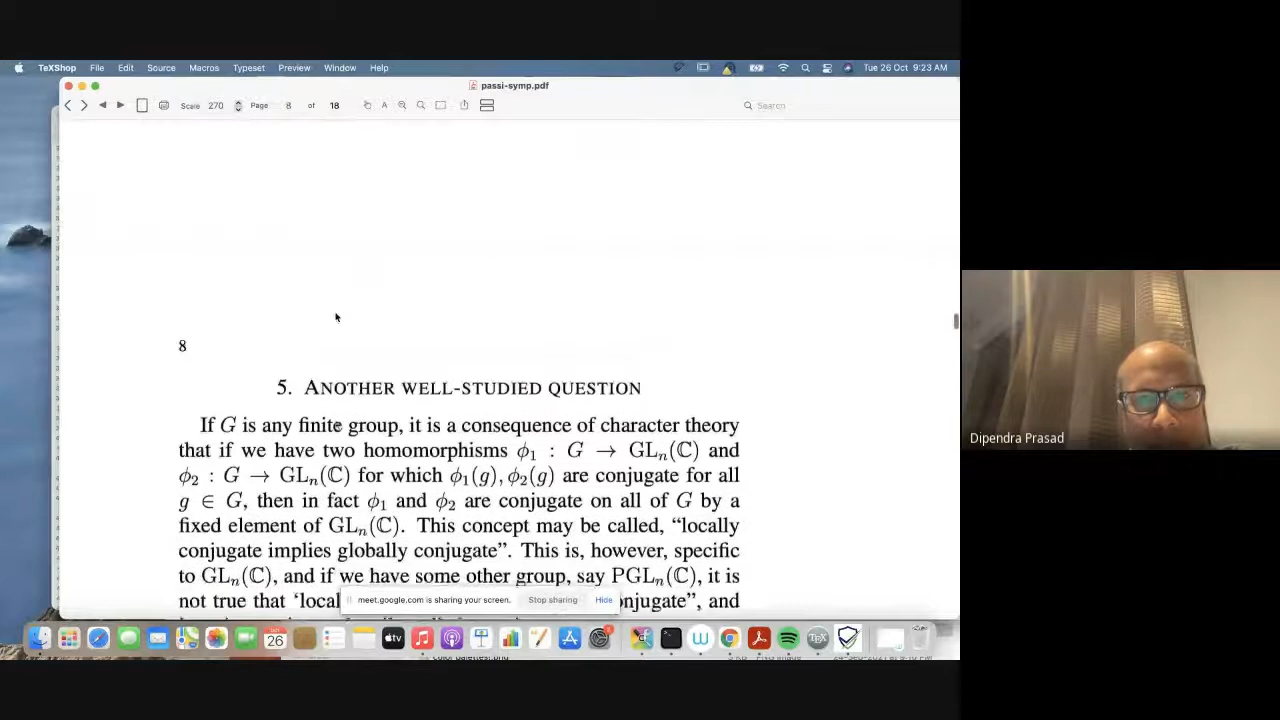 TeXShop File Edit Source Macros Typeset Preview Window Help Tue 26 Oct 9:23 AM
passi-symp.pdf
Scale 270 Page 8 of 18 A Search
8
5. ANOTHER WELL-STUDIED QUESTION
If G is any finite group, it is a consequence of character theory
that if we have two homomorphisms ϕ₁ : G → GLₙ(ℂ) and
ϕ₂ : G → GLₙ(ℂ) for which ϕ₁(g), ϕ₂(g) are conjugate for all
g ∈ G, then in fact ϕ₁ and ϕ₂ are conjugate on all of G by a
fixed element of GLₙ(ℂ). This concept may be called, “locally
conjugate implies globally conjugate”. This is, however, specific
to GLₙ(ℂ), and if we have some other group, say PGLₙ(ℂ), it is
not true that ‘local onjugate”, and
meet.google.com is sharing your screen. Stop sharing Hide
Dipendra Prasad
OCT
26
tv
TeX